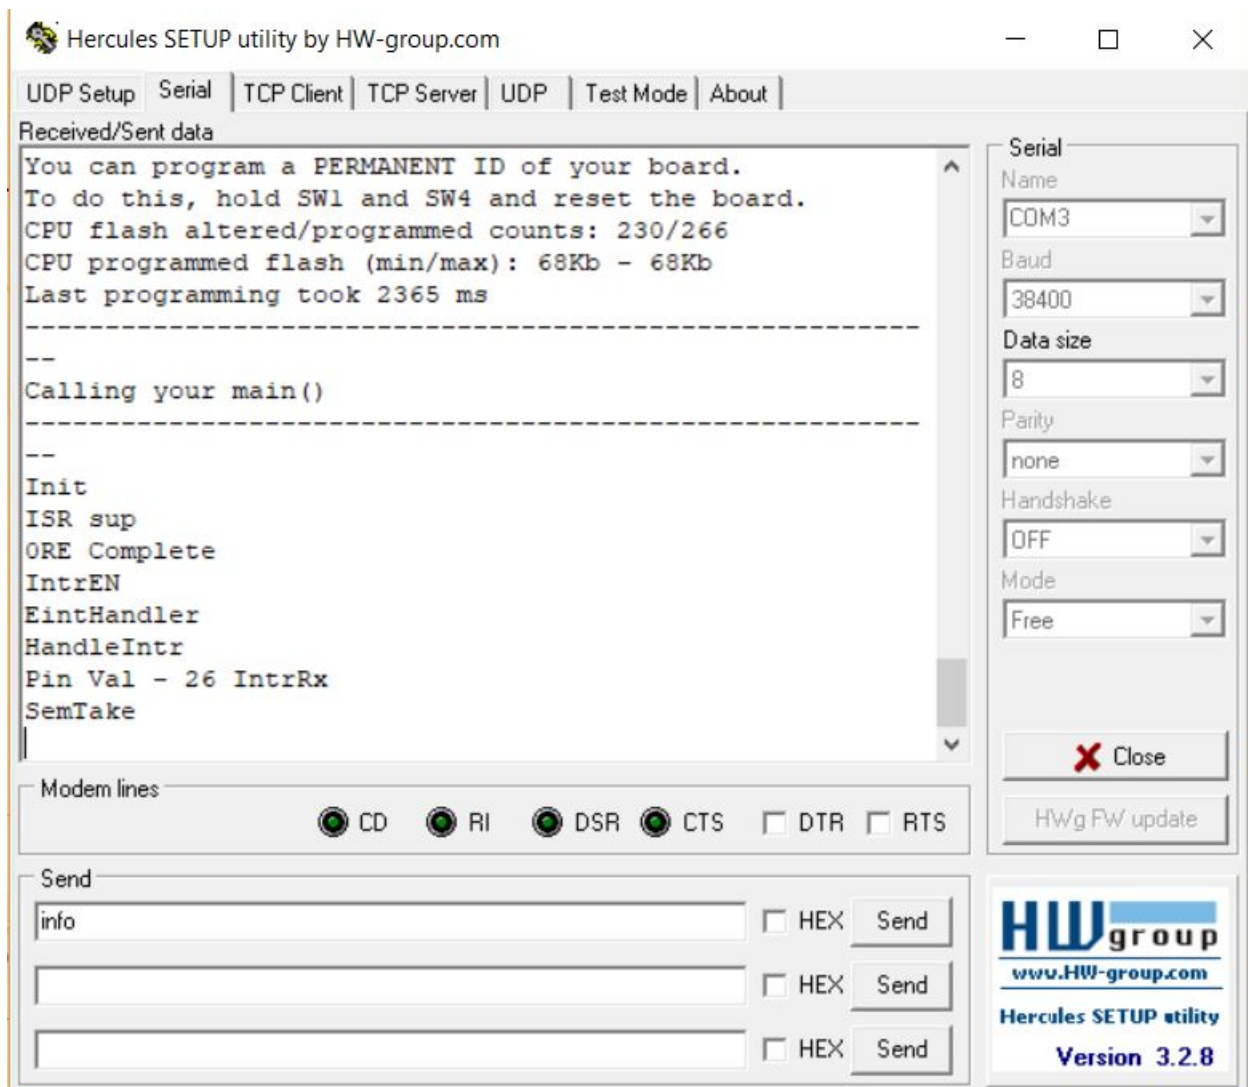 Hercules SETUP utility by HW-group.com
UDP Setup Serial TCP Client TCP Server UDP Test Mode About
Received/Sent data
You can program a PERMANENT ID of your board.
To do this, hold SW1 and SW4 and reset the board.
CPU flash altered/programmed counts: 230/266
CPU programmed flash (min/max): 68Kb - 68Kb
Last programming took 2365 ms
--------------------------------------------------------
--
Calling your main()
--------------------------------------------------------
--
Init
ISR sup
ORE Complete
IntrEN
EintHandler
HandleIntr
Pin Val - 26 IntrRx
SemTake
Serial
Name
COM3
Baud
38400
Data size
8
Parity
none
Handshake
OFF
Mode
Free
Close
HWg FW update
Modem lines
CD RI DSR CTS DTR RTS
Send
info HEX Send
HEX Send
HEX Send
HW group
www.HW-group.com
Hercules SETUP utility
Version 3.2.8